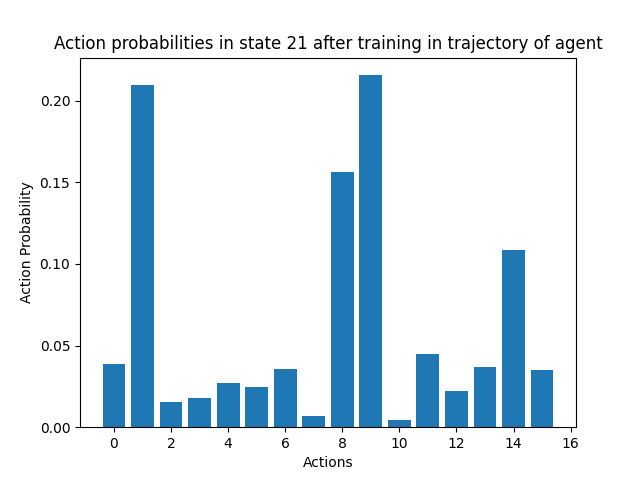 Action probabilities in state 21 after training in trajectory of agent
0.20
0.15
0.10
0.05
0.00
Action Probability
0 2 4 6 8 10 12 14 16
Actions